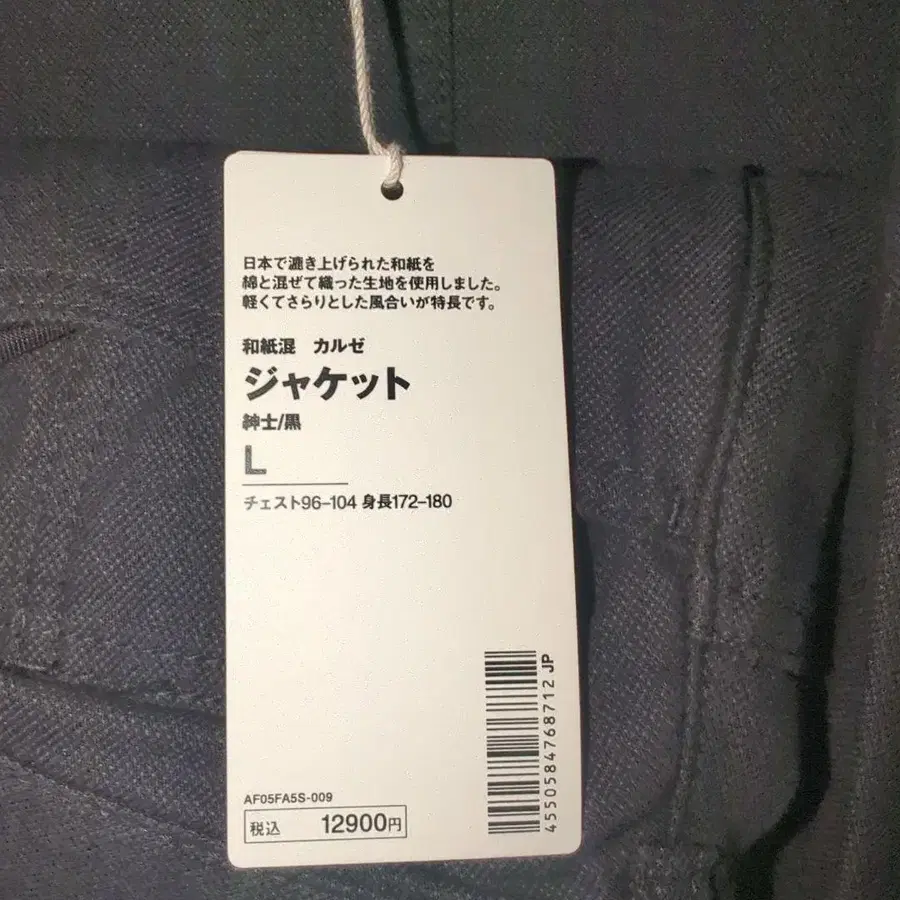 日本で漉き上げられた和紙を
綿と混ぜて織った生地を使用しました。
軽くてさらりとした風合いが特長です。
和紙混 カルゼ
ジャケット
紳士/黒
L
チェスト96-104 身長172-180
4550584768712 JP
AF05FA5S-009
税込 12900円